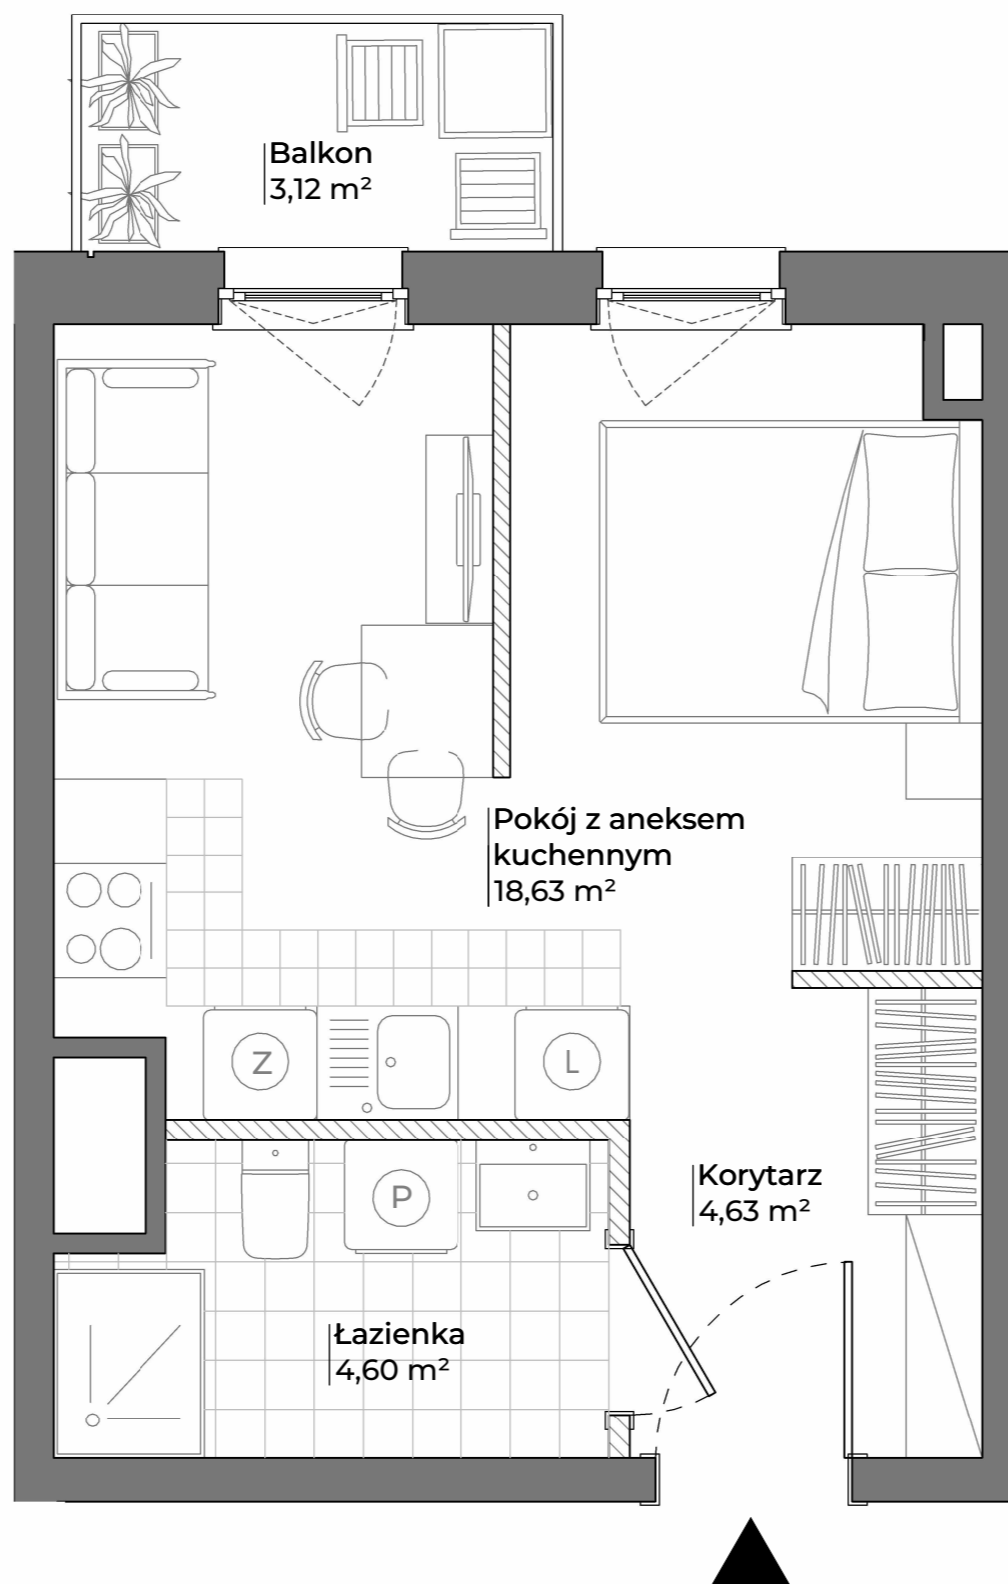 Balkon
3,12 m²
Pokój z aneksem
kuchennym
18,63 m²
Z
L
P
Korytarz
4,63 m²
Łazienka
4,60 m²